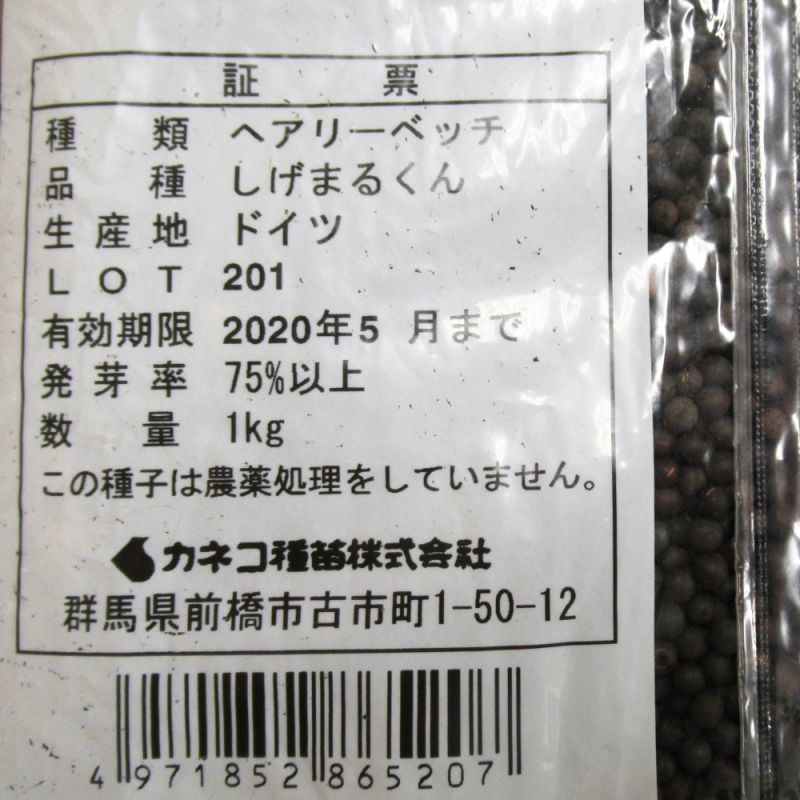 証　票
種　類　ヘアリーベッチ
品　種　しげまるくん
生産地　ドイツ
LOT　201
有効期限　2020年5月まで
発芽率　75%以上
数　量　1kg
この種子は農薬処理をしていません。
カネコ種苗株式会社
群馬県前橋市古市町1-50-12
4 971852 865207